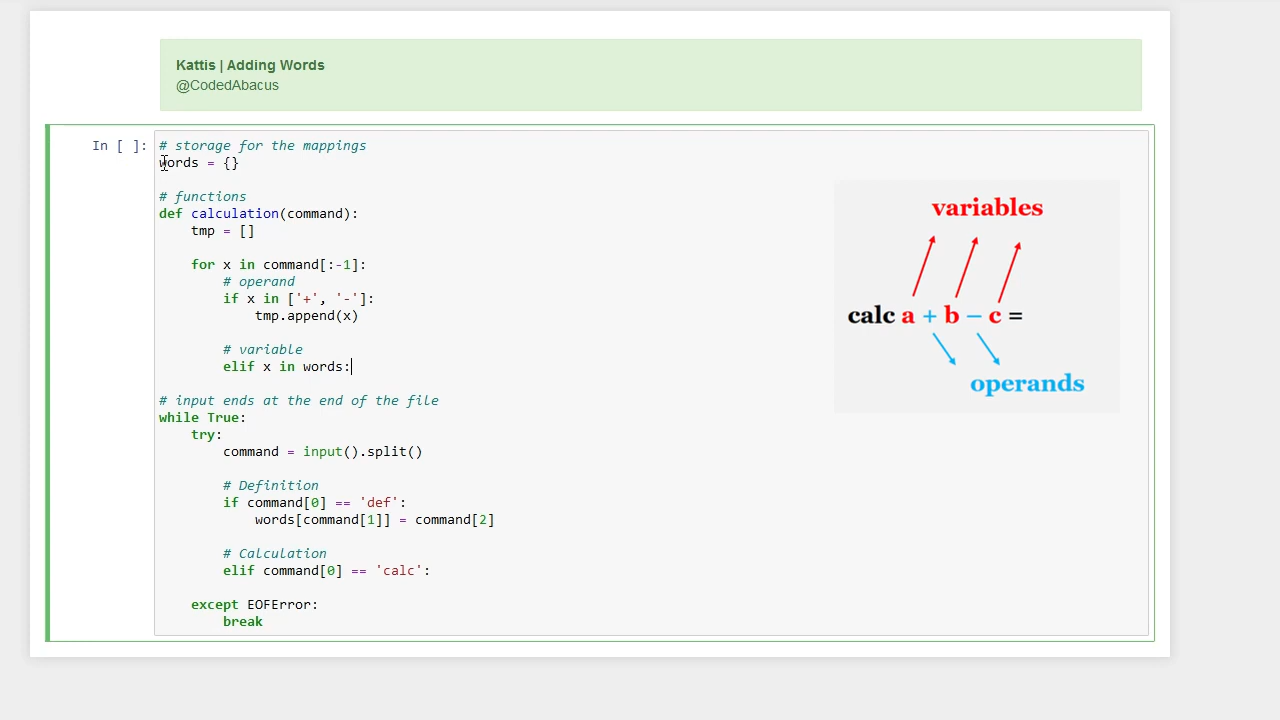 Kattis | Adding Words
@CodedAbacus
In [ ]:
# storage for the mappings
words = {}
# functions
def calculation(command):
tmp = []
for x in command[:-1]:
# operand
if x in ['+', '-']:
tmp.append(x)
# variable
elif x in words:
# input ends at the end of the file
while True:
try:
command = input().split()
# Definition
if command[0] == 'def':
words[command[1]] = command[2]
# Calculation
elif command[0] == 'calc':
except EOFError:
break
variables
calc a + b − c =
operands